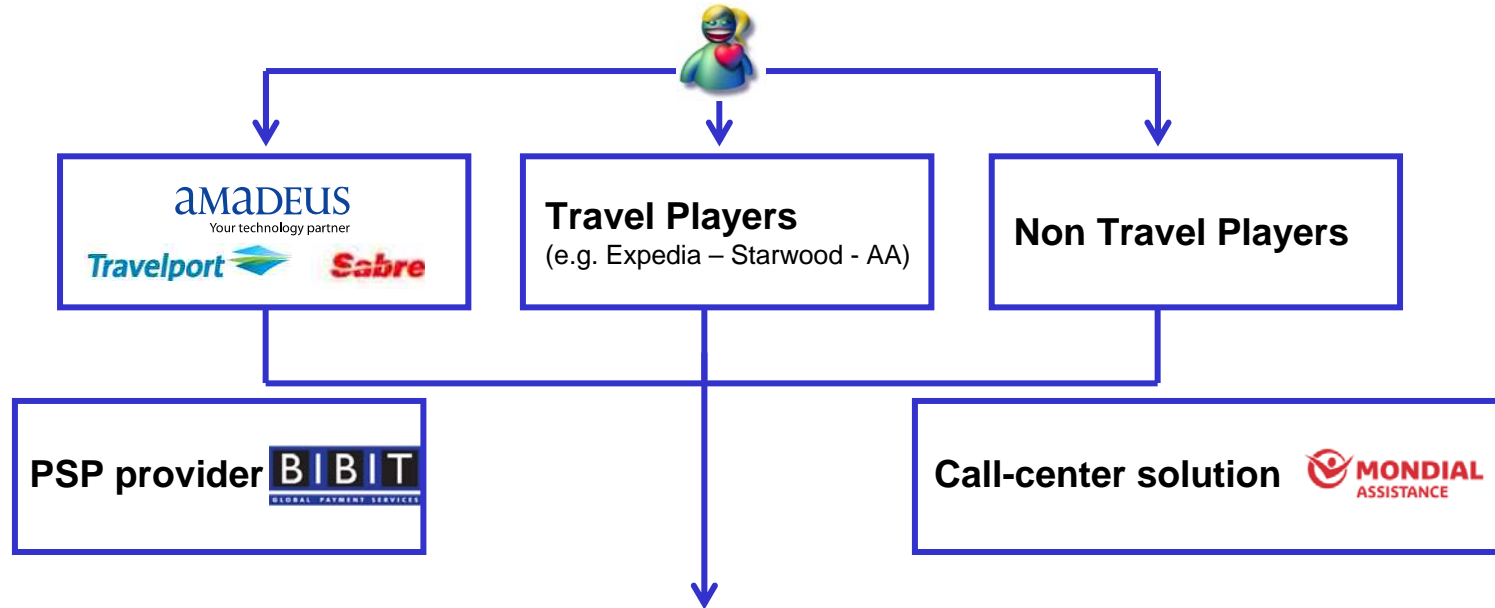 aMaDEUS
Your technology partner
Travelport
Sabre
Travel Players
(e.g. Expedia – Starwood - AA)
Non Travel Players
PSP provider
BIBIT
GLOBAL PAYMENT SERVICES
Call-center solution
MONDIAL
ASSISTANCE